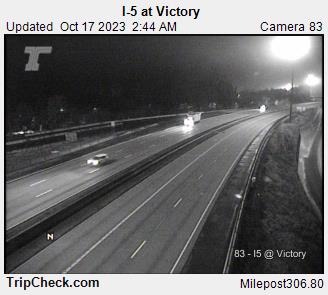 I-5 at Victory
Updated Oct 17 2023 2:44 AM Camera 83
T
N
83 - I5 @ Victory
TripCheck.com Milepost306.80